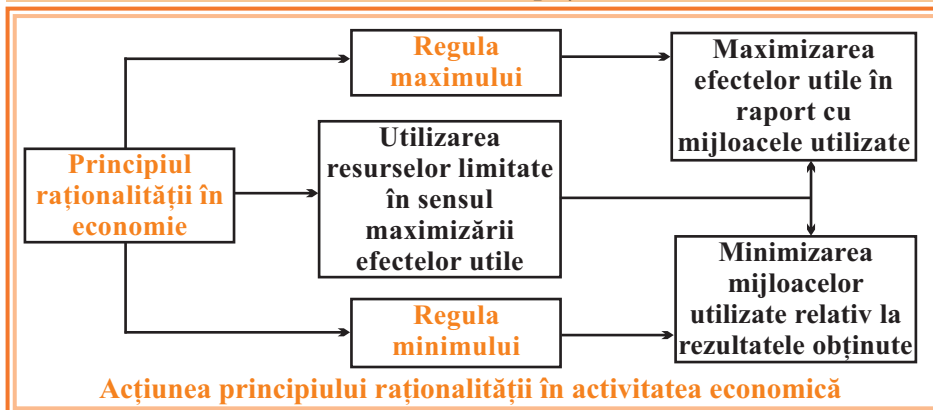 Regula
maximului
Maximizarea
efectelor utile în
raport cu
mijloacele utilizate
Principiul
raționalității în
economie
Utilizarea
resurselor limitate
în sensul
maximizării
efectelor utile
Regula
minimului
Minimizarea
mijloacelor
utilizate relativ la
rezultatele obținute
Acțiunea principiului raționalității în activitatea economică